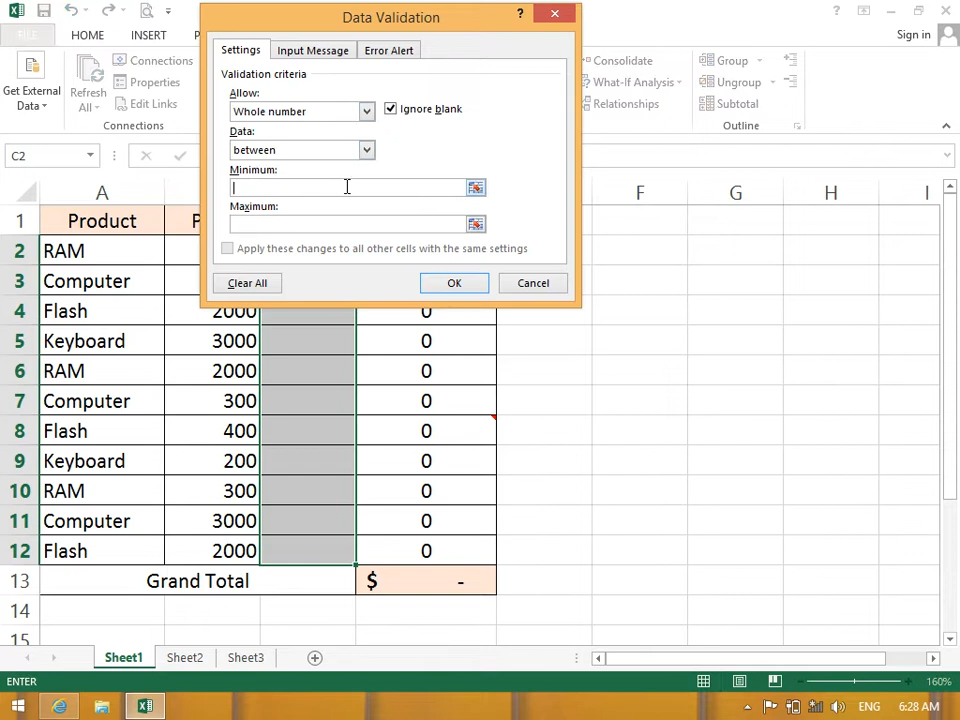 Data Validation
?
Sign in
FILE
HOME
INSERT
P
Settings
Input Message
Error Alert
Validation criteria
Allow:
Whole number
Ignore blank
Data:
between
Minimum:
Maximum:
Apply these changes to all other cells with the same settings
Clear All
OK
Cancel
Get External
Data
Refresh
All
Connections
Properties
Edit Links
Connections
Consolidate
What-If Analysis
Relationships
Group
Ungroup
Subtotal
Outline
C2
A F G H I
1 Product P
2 RAM
3 Computer
4 Flash 2000 0
5 Keyboard 3000 0
6 RAM 2000 0
7 Computer 300 0
8 Flash 400 0
9 Keyboard 200 0
10 RAM 300 0
11 Computer 3000 0
12 Flash 2000 0
13 Grand Total $ -
14
15
Sheet1 Sheet2 Sheet3
ENTER
160%
ENG 6:28 AM